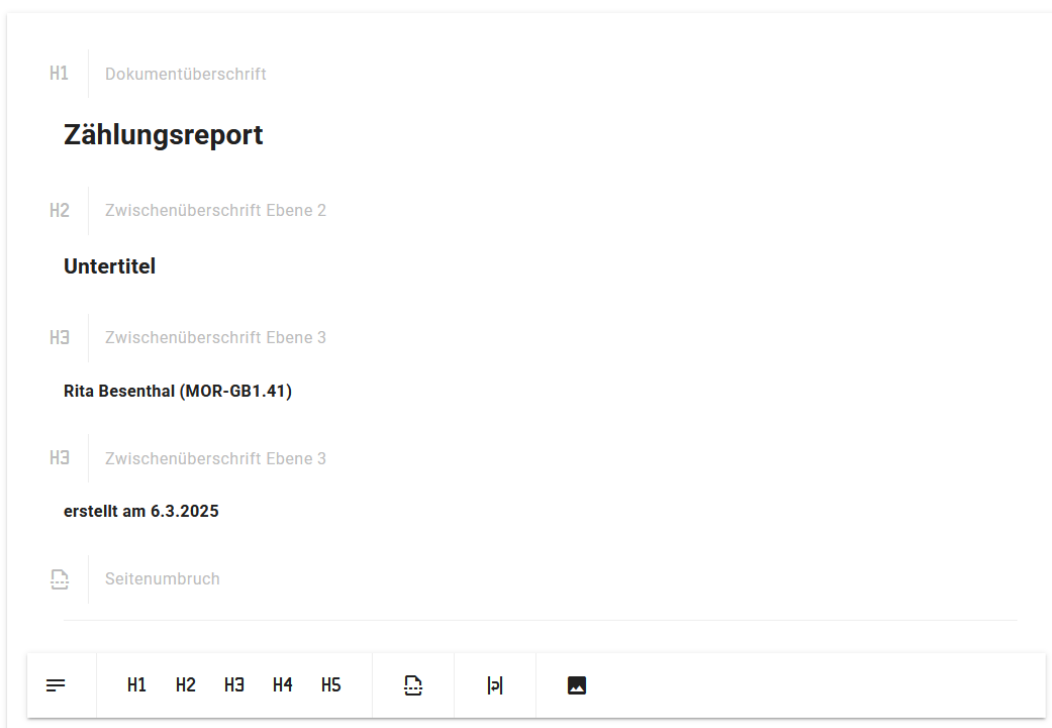 H1 Dokumentüberschrift
Zählungsreport
H2 Zwischenüberschrift Ebene 2
Untertitel
H3 Zwischenüberschrift Ebene 3
Rita Besenthal (MOR-GB1.41)
H3 Zwischenüberschrift Ebene 3
erstellt am 6.3.2025
Seitenumbruch
H1 H2 H3 H4 H5